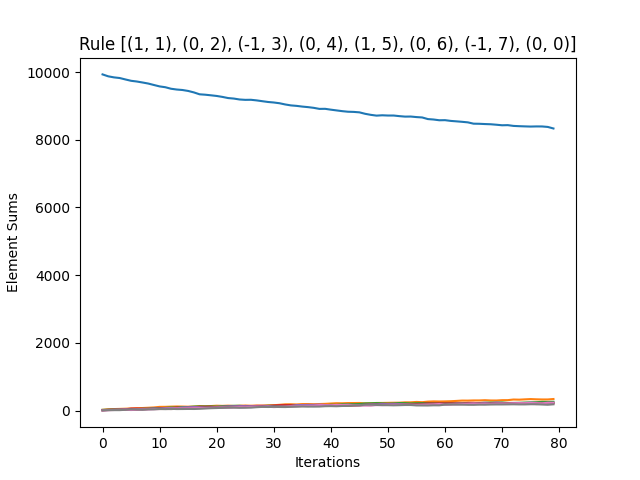 Rule [(1, 1), (0, 2), (-1, 3), (0, 4), (1, 5), (0, 6), (-1, 7), (0, 0)]
10000
8000
6000
4000
2000
0
Element Sums
0 10 20 30 40 50 60 70 80
Iterations